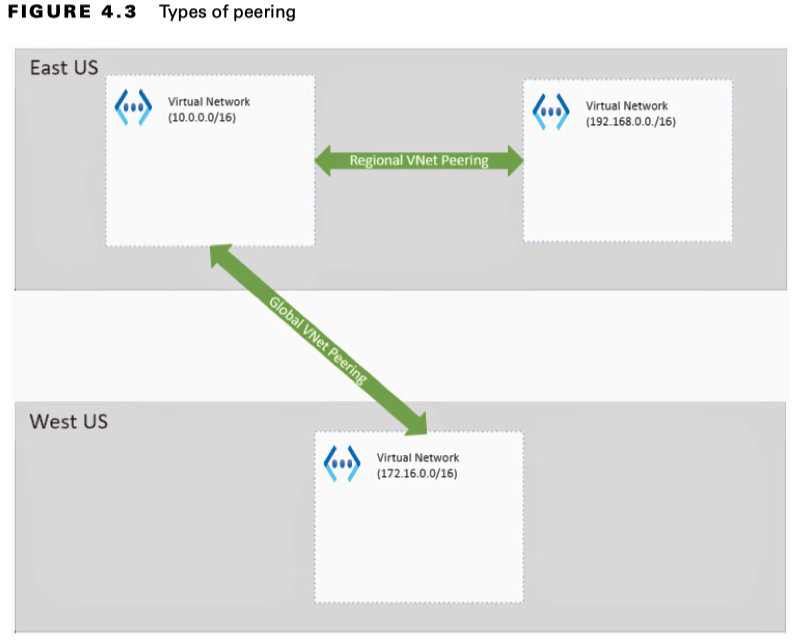 FIGURE 4.3 Types of peering
East US
Virtual Network
(10.0.0.0/16)
Virtual Network
(192.168.0.0./16)
Regional VNet Peering
Global VNet Peering
West US
Virtual Network
(172.16.0.0/16)